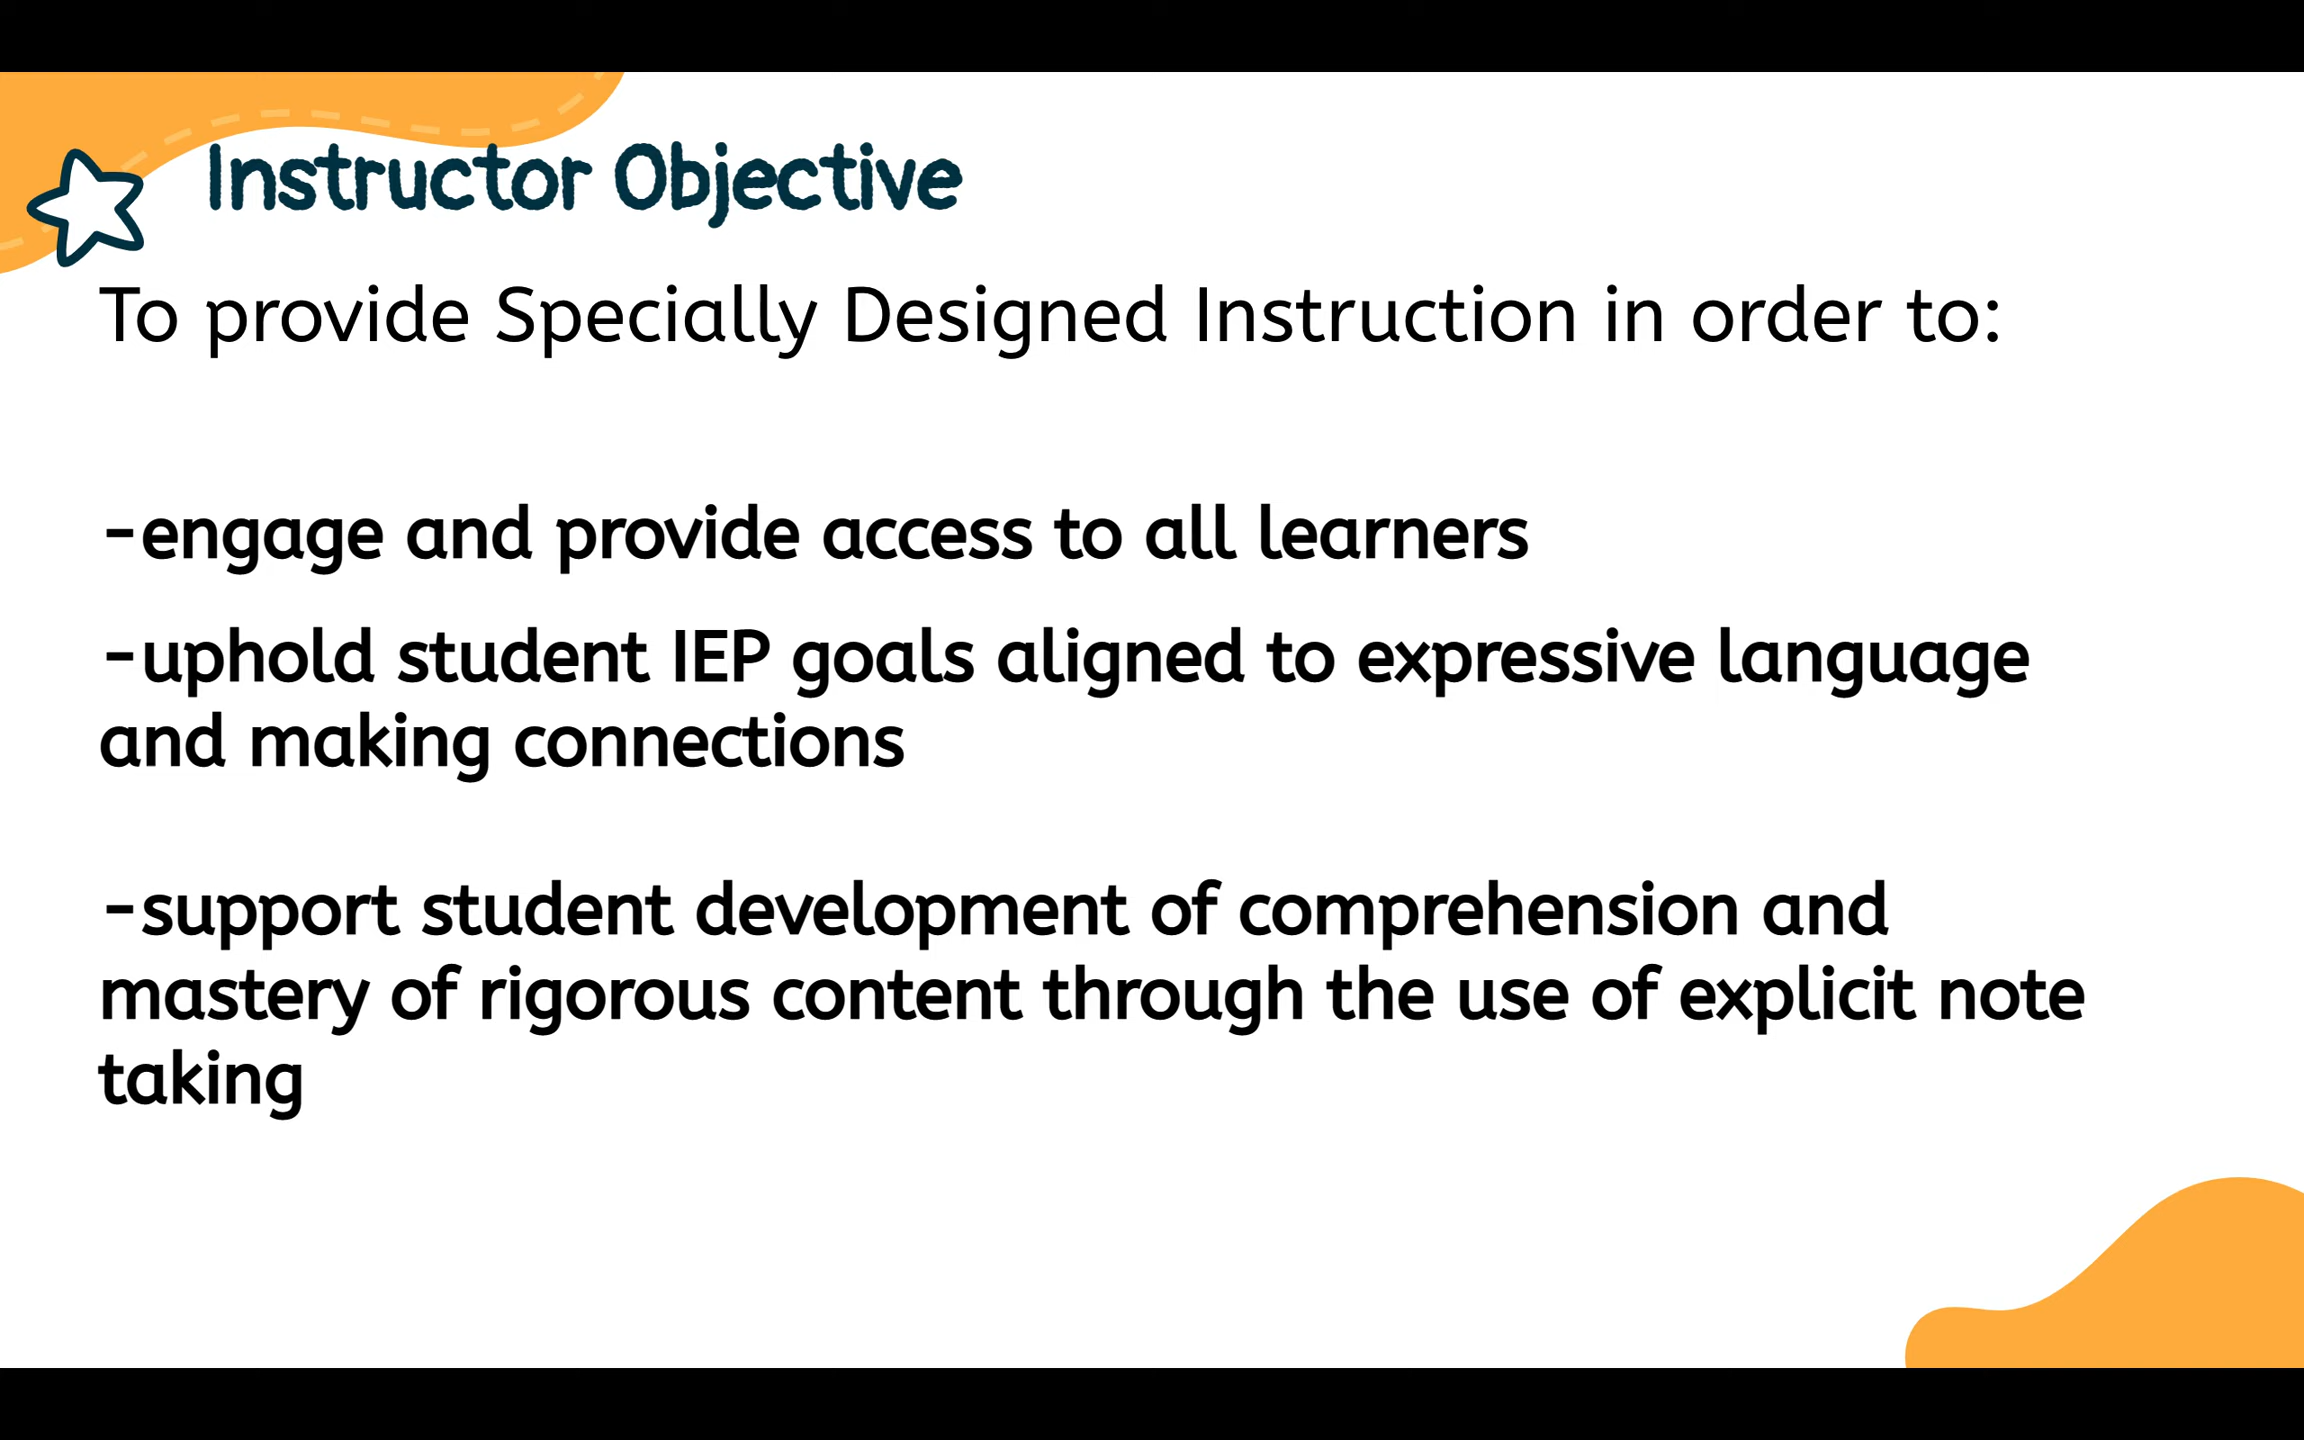 Instructor Objective
To provide Specially Designed Instruction in order to:
-engage and provide access to all learners
-uphold student IEP goals aligned to expressive language
and making connections
-support student development of comprehension and
mastery of rigorous content through the use of explicit note
taking